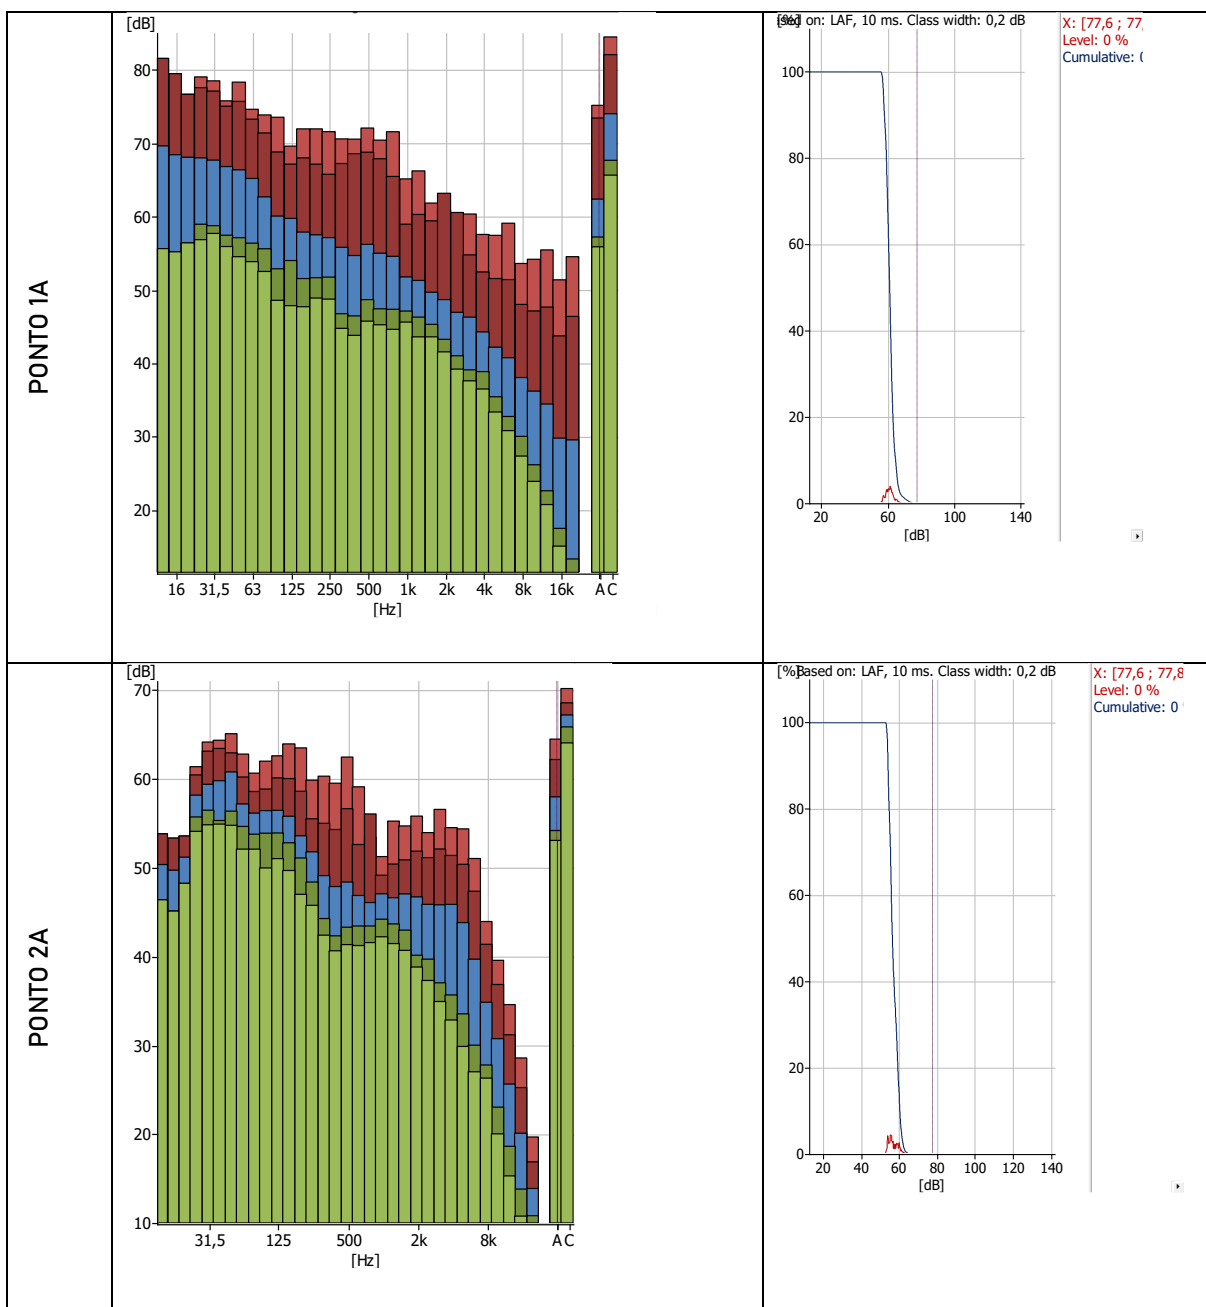 PONTO 1A
[dB]
80
70
60
50
40
30
20
16 31,5 63 125 250 500 1k 2k 4k 8k 16k A C
[Hz]
on: LAF, 10 ms. Class width: 0,2 dB
100
80
60
40
20
0
20 60 100 140
[dB]
X: [77,6 ; 77,
Level: 0 %
Cumulative: (
PONTO 2A
[dB]
70
60
50
40
30
20
10
31,5 125 500 2k 8k A C
[Hz]
[%]Based on: LAF, 10 ms. Class width: 0,2 dB
100
80
60
40
20
0
20 40 60 80 100 120 140
[dB]
X: [77,6 ; 77,8
Level: 0 %
Cumulative: 0